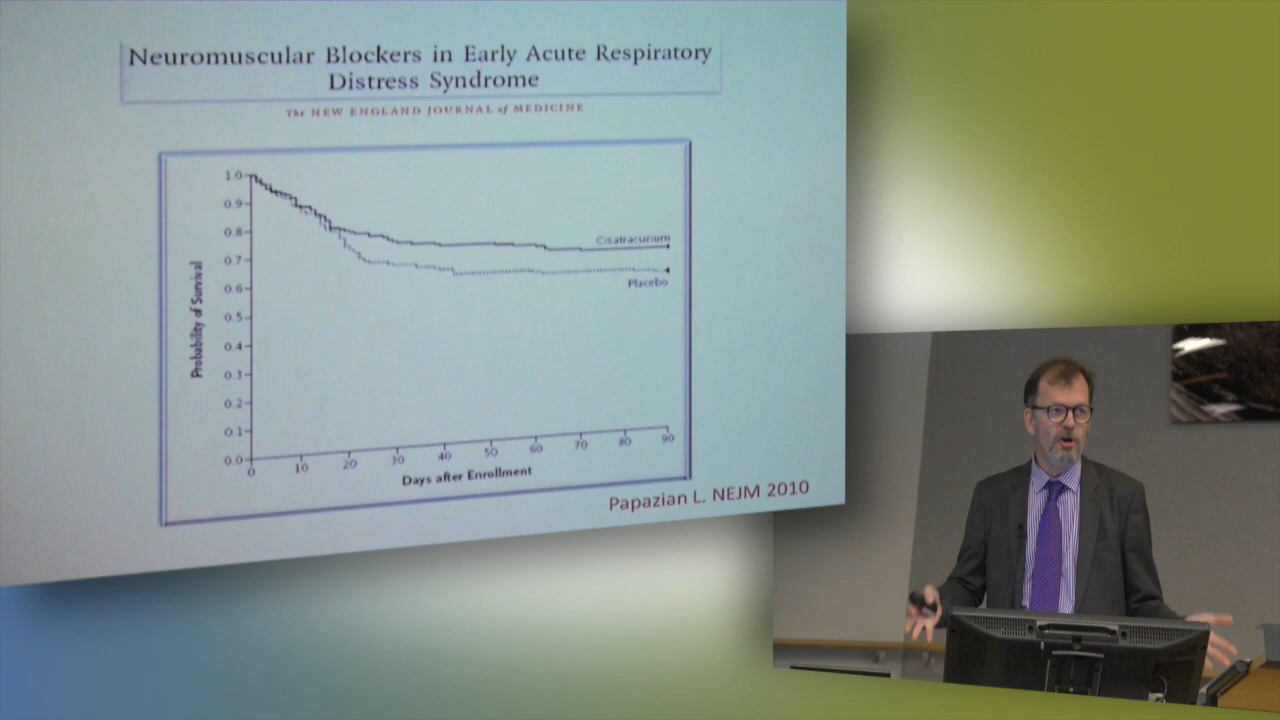 Neuromuscular Blockers in Early Acute Respiratory
Distress Syndrome
The NEW ENGLAND JOURNAL of MEDICINE
1.0
0.9
0.8
0.7
0.6
0.5
0.4
0.3
0.2
0.1
0.0
Probability of Survival
Cisatracurium
Placebo
0 10 20 30 40 50 60 70 80 90
Days after Enrollment
Papazian L. NEJM 2010